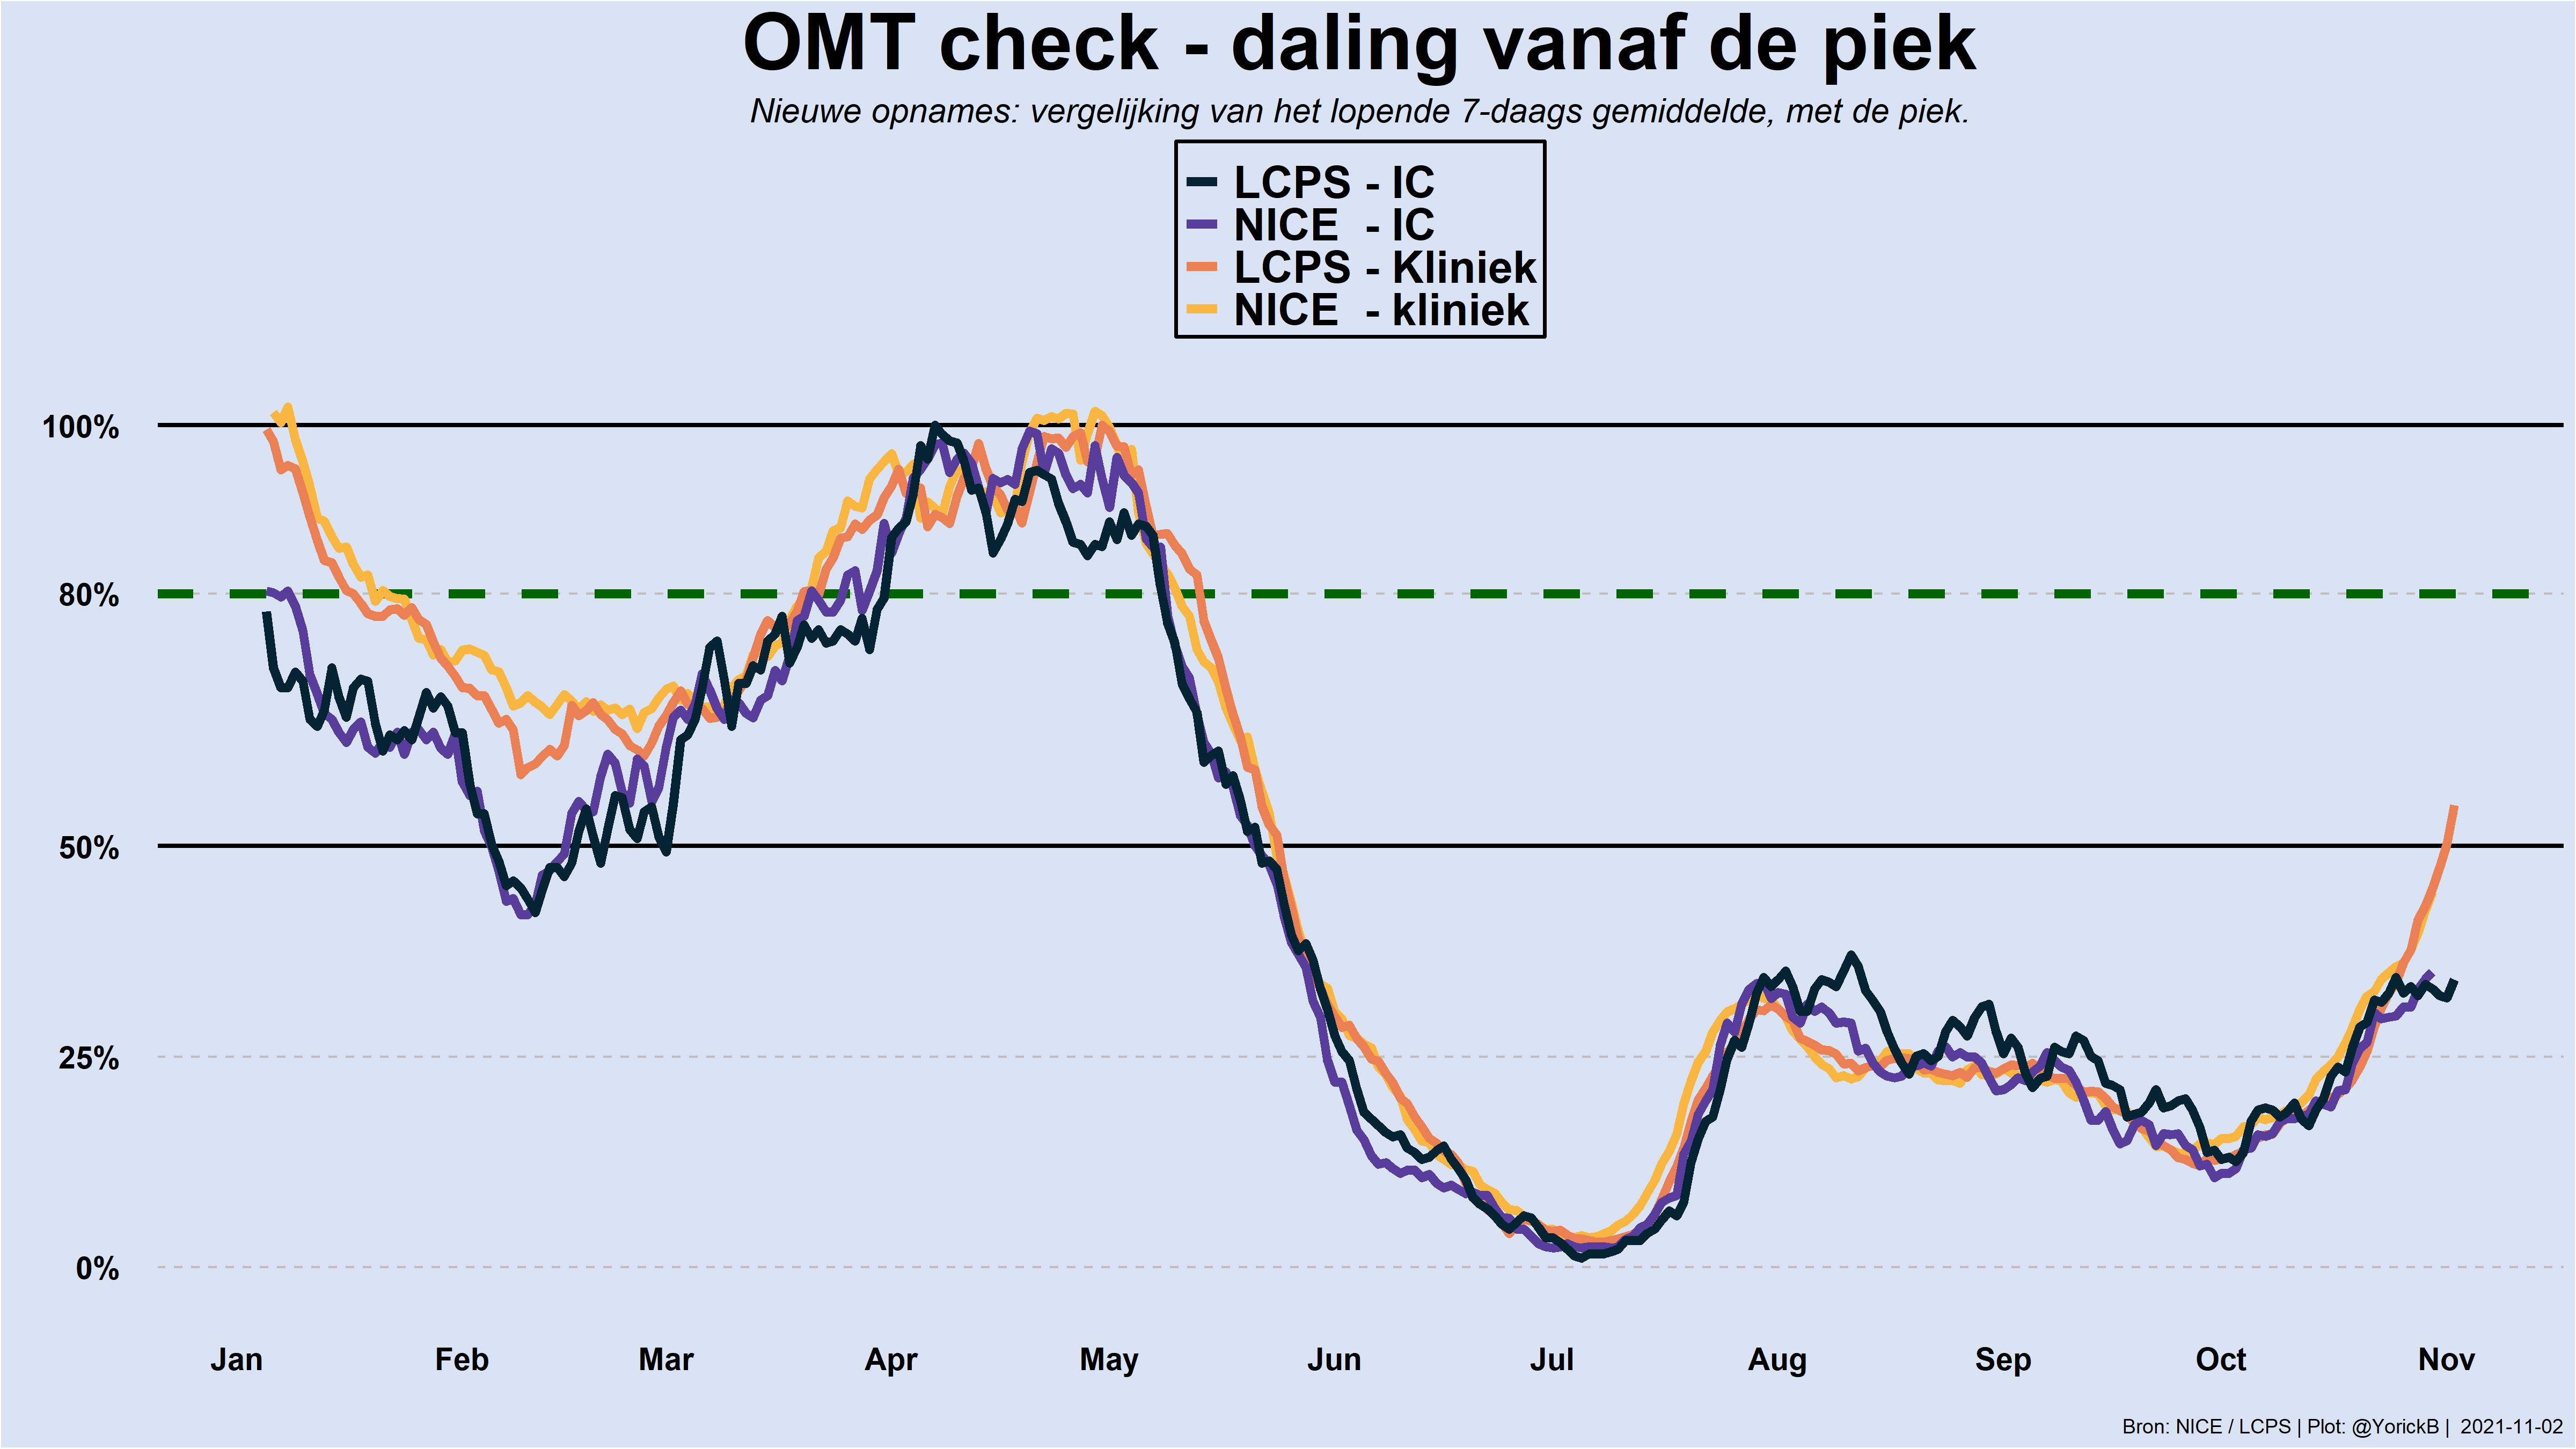 OMT check - daling vanaf de piek
Nieuwe opnames: vergelijking van het lopende 7-daags gemiddelde, met de piek.
LCPS - IC
NICE - IC
LCPS - Kliniek
NICE - kliniek
100%
80%
50%
25%
0%
Jan Feb Mar Apr May Jun Jul Aug Sep Oct Nov
Bron: NICE / LCPS | Plot: @YorickB | 2021-11-02